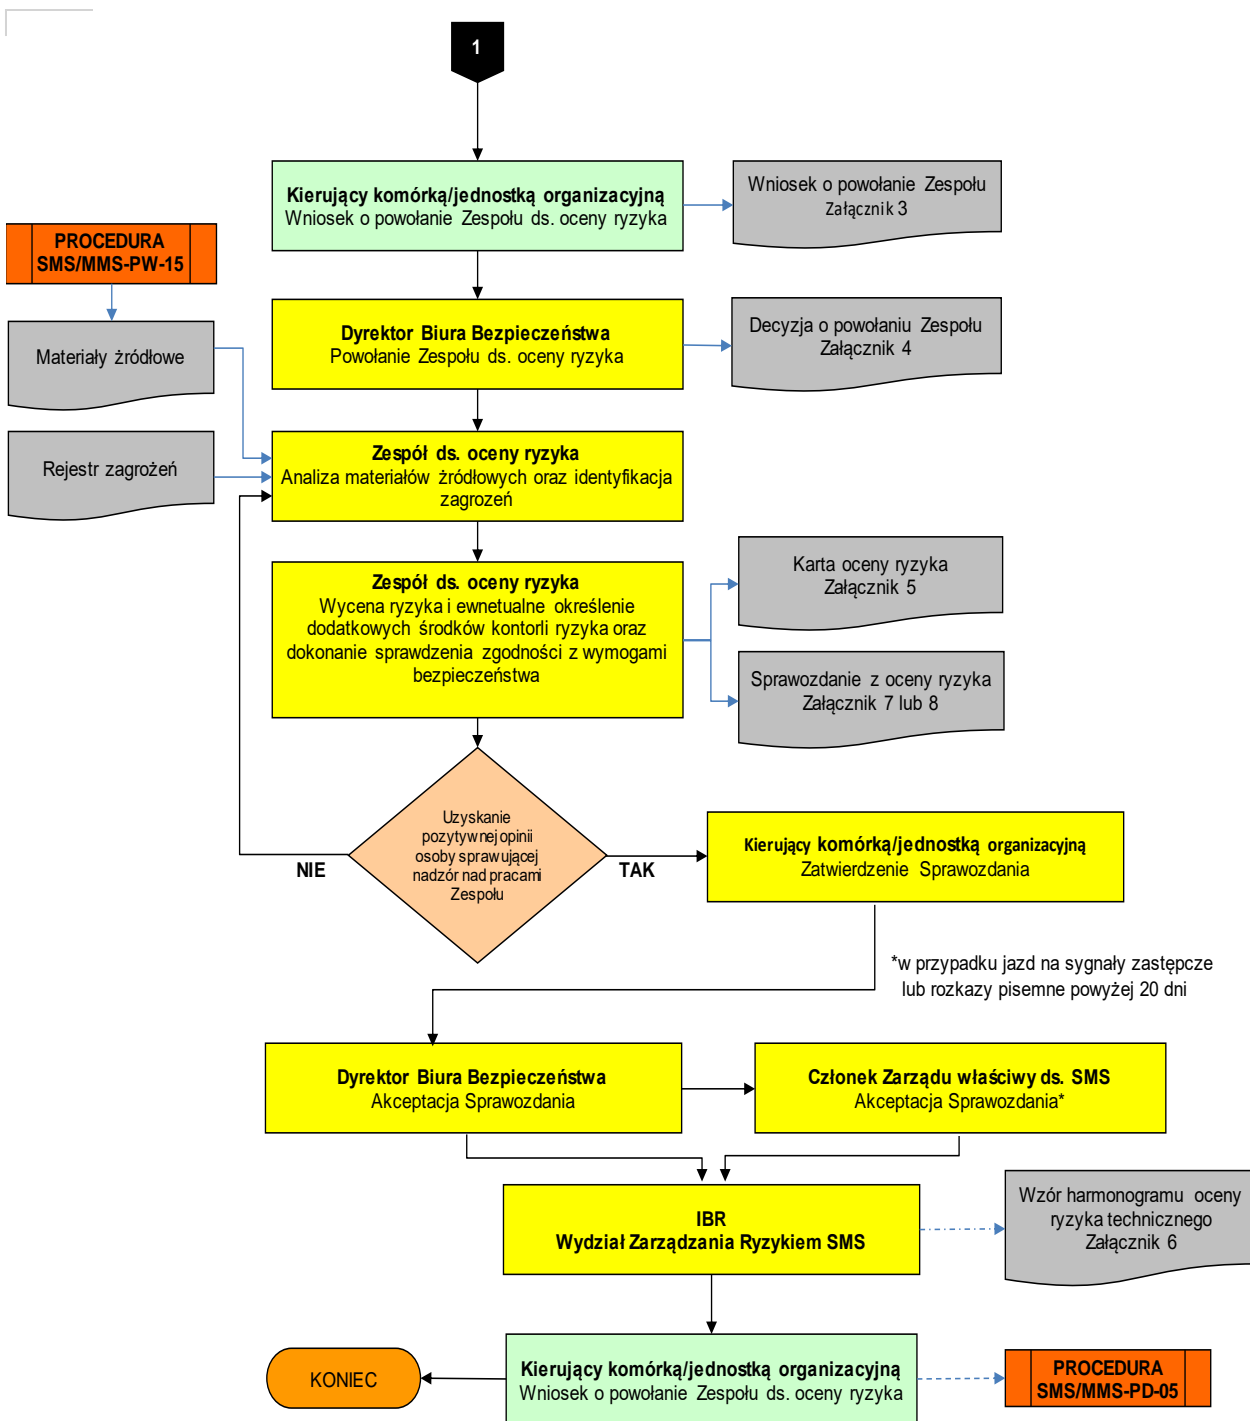 1
Kierujący komórką/jednostką organizacyjną
Wniosek o powołanie Zespołu ds. oceny ryzyka
Wniosek o powołanie Zespołu
Załącznik 3
PROCEDURA
SMS/MMS-PW-15
Materiały żródłowe
Dyrektor Biura Bezpieczeństwa
Powołanie Zespołu ds. oceny ryzyka
Decyzja o powołaniu Zespołu
Załącznik 4
Rejestr zagrożeń
Zespół ds. oceny ryzyka
Analiza materiałów żródłowych oraz identyfikacja
zagrozeń
Zespół ds. oceny ryzyka
Wycena ryzyka i ewnetualne określenie
dodatkowych środków kontorli ryzyka oraz
dokonanie sprawdzenia zgodności z wymogami
bezpieczeństwa
Karta oceny ryzyka
Załącznik 5
Sprawozdanie z oceny ryzyka
Załącznik 7 lub 8
Uzyskanie
pozytywnej opinii
osoby sprawującej
nadzór nad pracami
Zespołu
NIE
TAK
Kierujący komórką/jednostką organizacyjną
Zatwierdzenie Sprawozdania
*w przypadku jazd na sygnały zastępcze
lub rozkazy pisemne powyżej 20 dni
Dyrektor Biura Bezpieczeństwa
Akceptacja Sprawozdania
Członek Zarządu właściwy ds. SMS
Akceptacja Sprawozdania*
IBR
Wydział Zarządzania Ryzykiem SMS
Wzór harmonogramu oceny
ryzyka technicznego
Załącznik 6
KONIEC
Kierujący komórką/jednostką organizacyjną
Wniosek o powołanie Zespołu ds. oceny ryzyka
PROCEDURA
SMS/MMS-PD-05